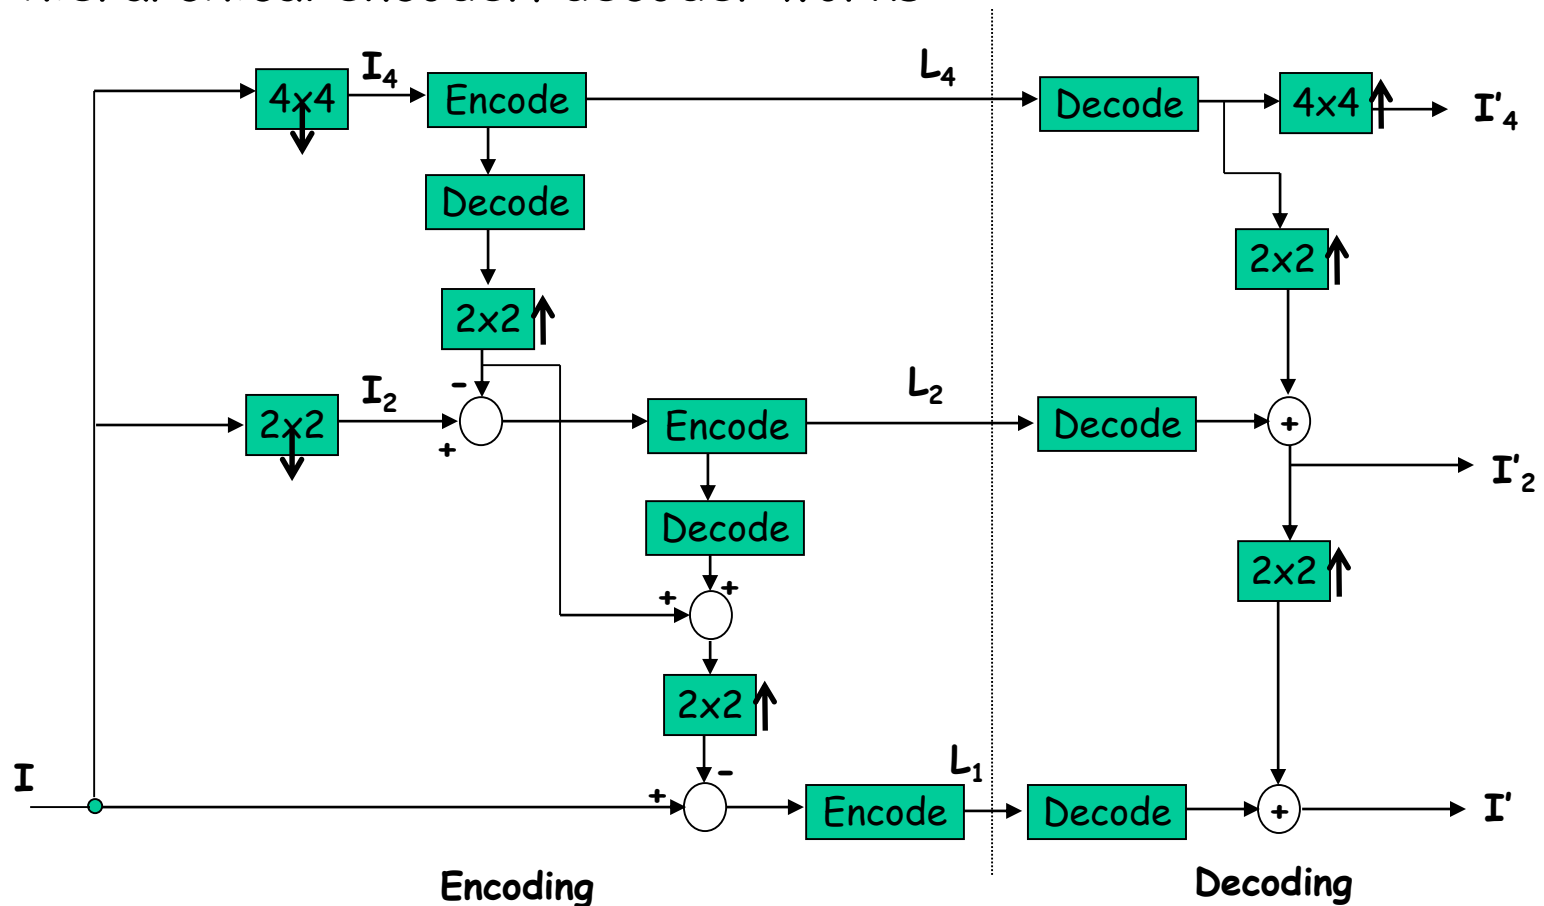 I₄
L₄
4x4
Encode
Decode
4x4
I'₄
Decode
2x2
2x2
-
I₂
L₂
2x2
+
Encode
Decode
+
I'₂
Decode
+
+
2x2
2x2
I
-
+
L₁
Encode
Decode
+
I'
Encoding
Decoding